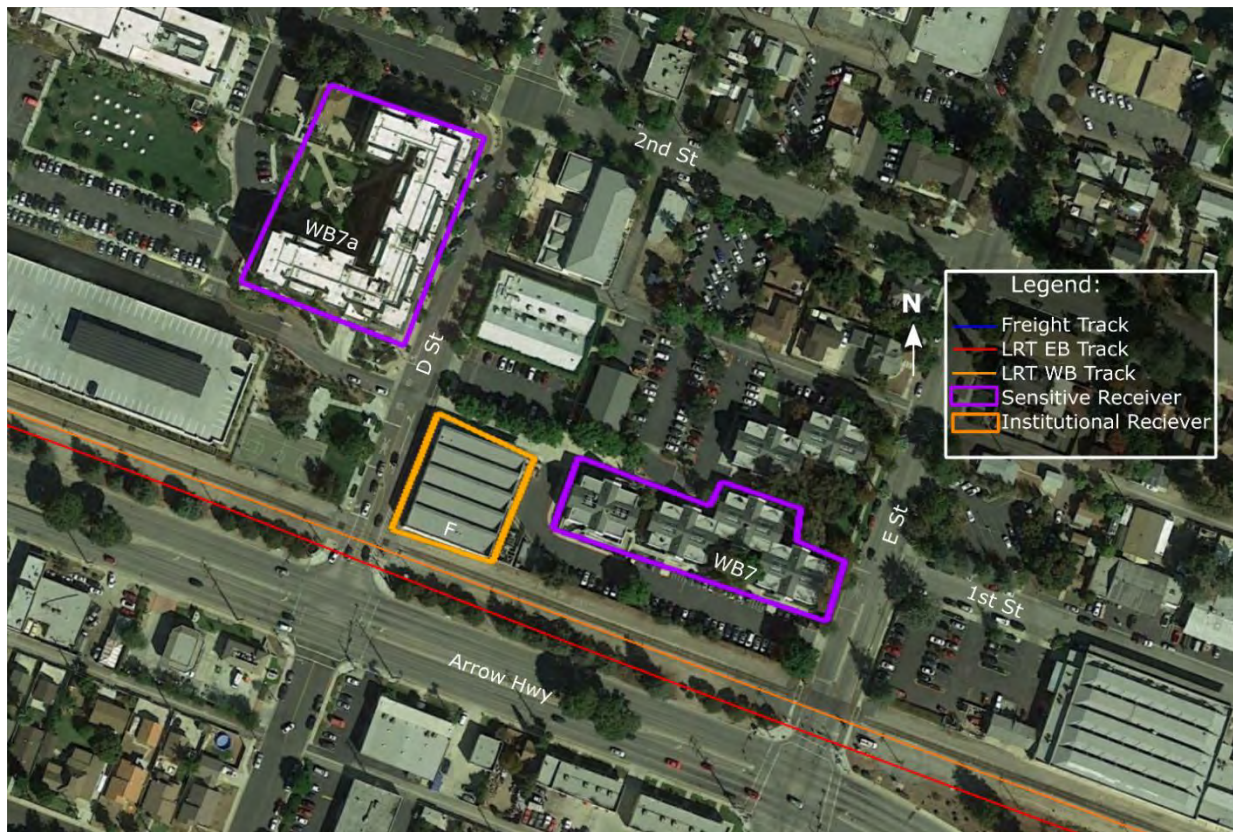 2nd St
WB7a
N
Legend:
Freight Track
LRT EB Track
LRT WB Track
Sensitive Receiver
Institutional Reciever
D St
F
E St
WB7
1st St
Arrow Hwy